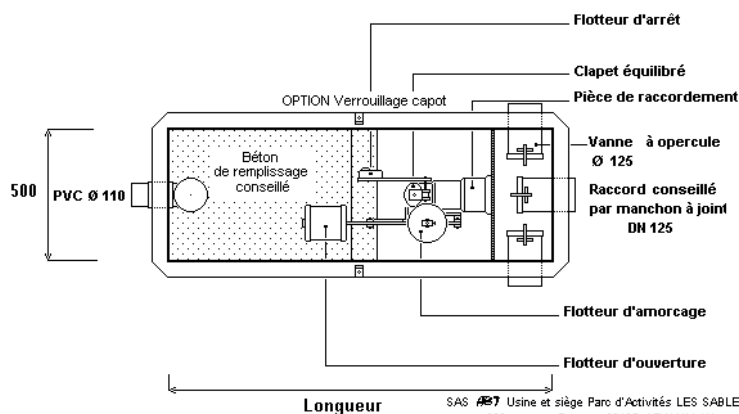 Flotteur d'arrêt
Clapet équilibré
OPTION Verrouillage capot
Pièce de raccordement
Béton
de remplissage
conseillé
Vanne à opercule
Ø 125
500
PVC Ø 110
Raccord conseillé
par manchon à joint
DN 125
Flotteur d'amorcage
Flotteur d'ouverture
Longueur
SAS Usine et siège Parc d'Activités LES SABLE